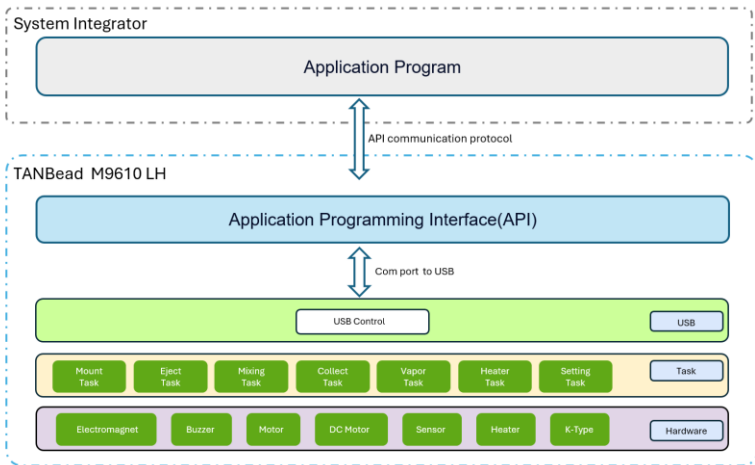 System Integrator
Application Program
API communication protocol
TANBead M9610 LH
Application Programming Interface(API)
Com port to USB
USB Control
USB
Mount
Task
Eject
Task
Mixing
Task
Collect
Task
Vapor
Task
Heater
Task
Setting
Task
Task
Electromagnet
Buzzer
Motor
DC Motor
Sensor
Heater
K-Type
Hardware